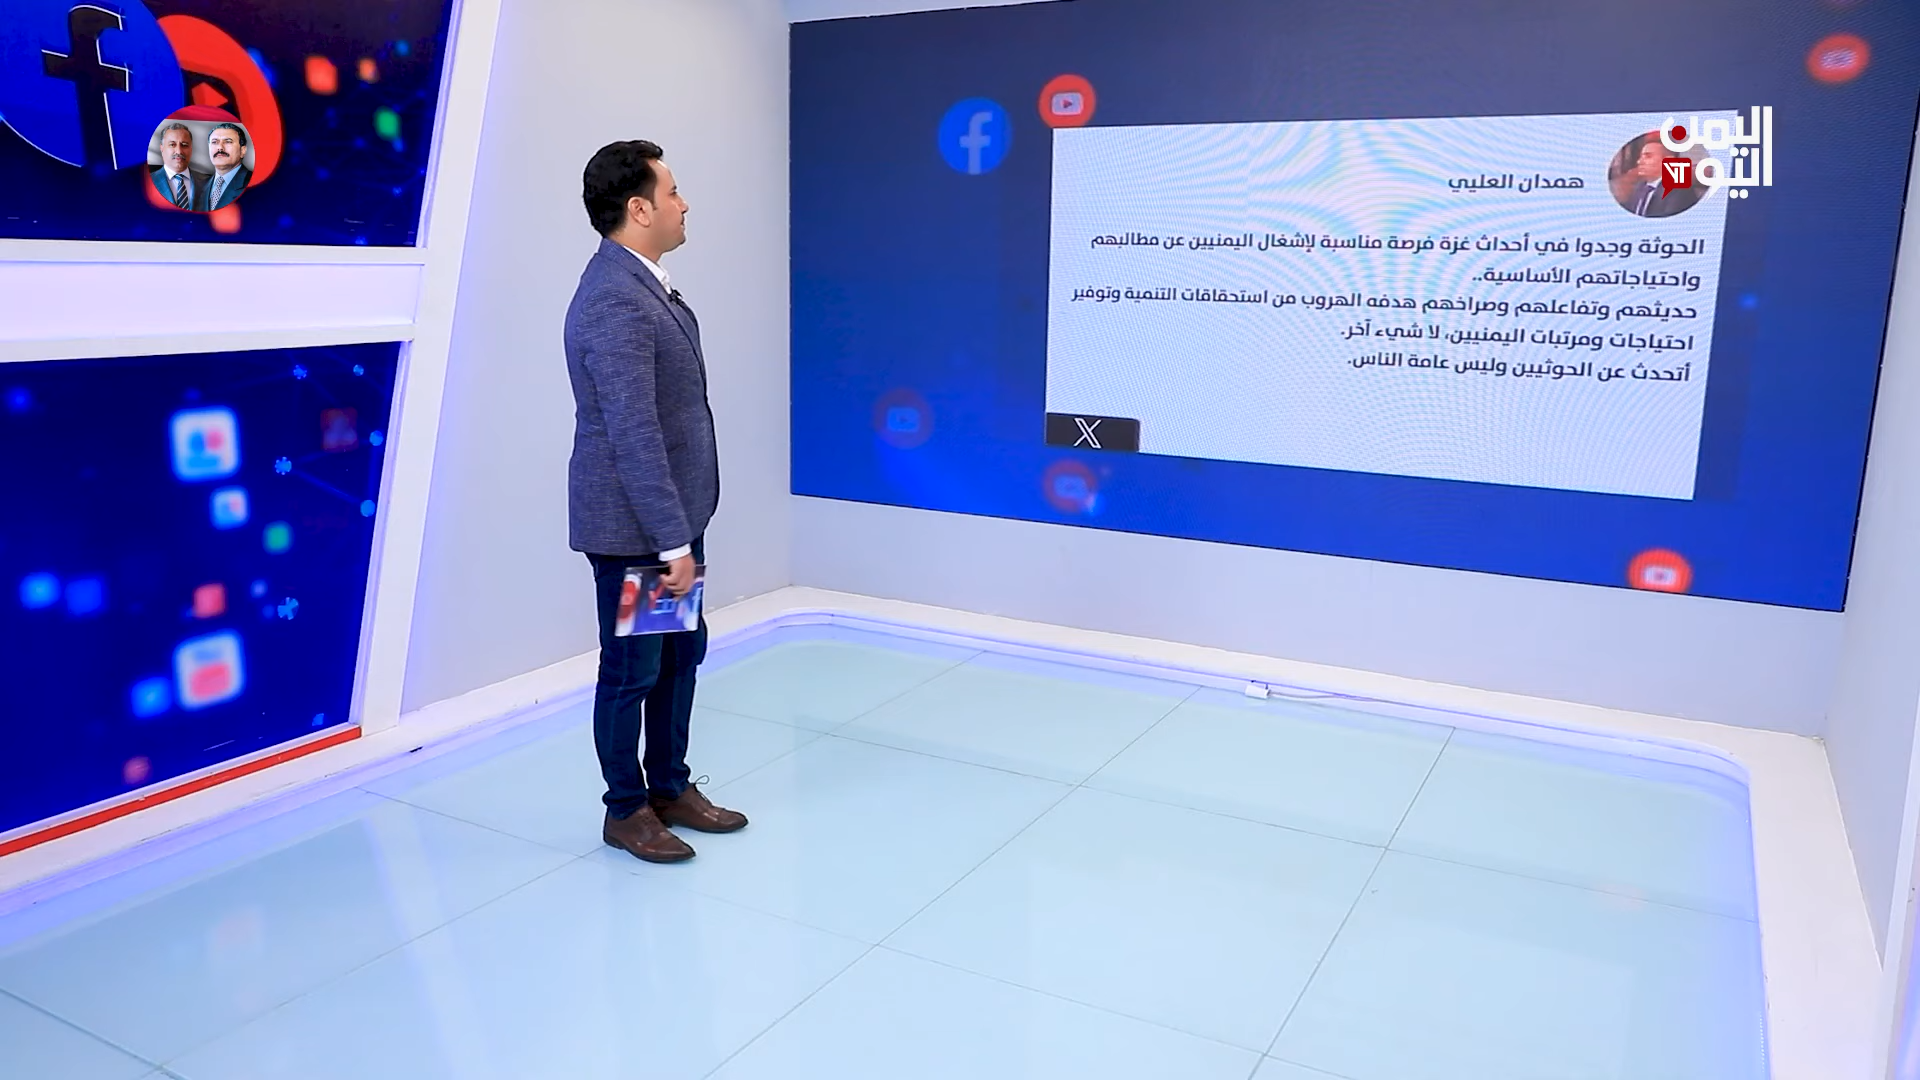 اليمن
اليوم
YT
همدان العليي
الحوثة وجدوا في أحداث غزة فرصة مناسبة لإشغال اليمنيين عن مطالبهم
واحتياجاتهم الأساسية..
حديثهم وتفاعلهم وصراخهم هدفه الهروب من استحقاقات التنمية وتوفير
احتياجات ومرتبات اليمنيين، لا شيء آخر.
أتحدث عن الحوثيين وليس عامة الناس.
X